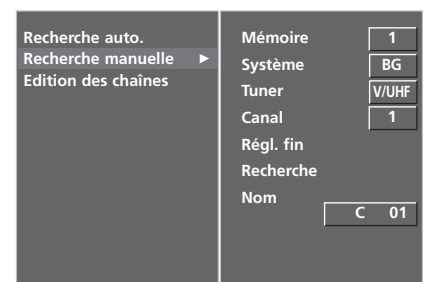 Recherche auto.
Recherche manuelle ►
Edition des chaînes
Mémoire 1
Système BG
Tuner V/UHF
Canal 1
Régl. fin
Recherche
Nom
C 01